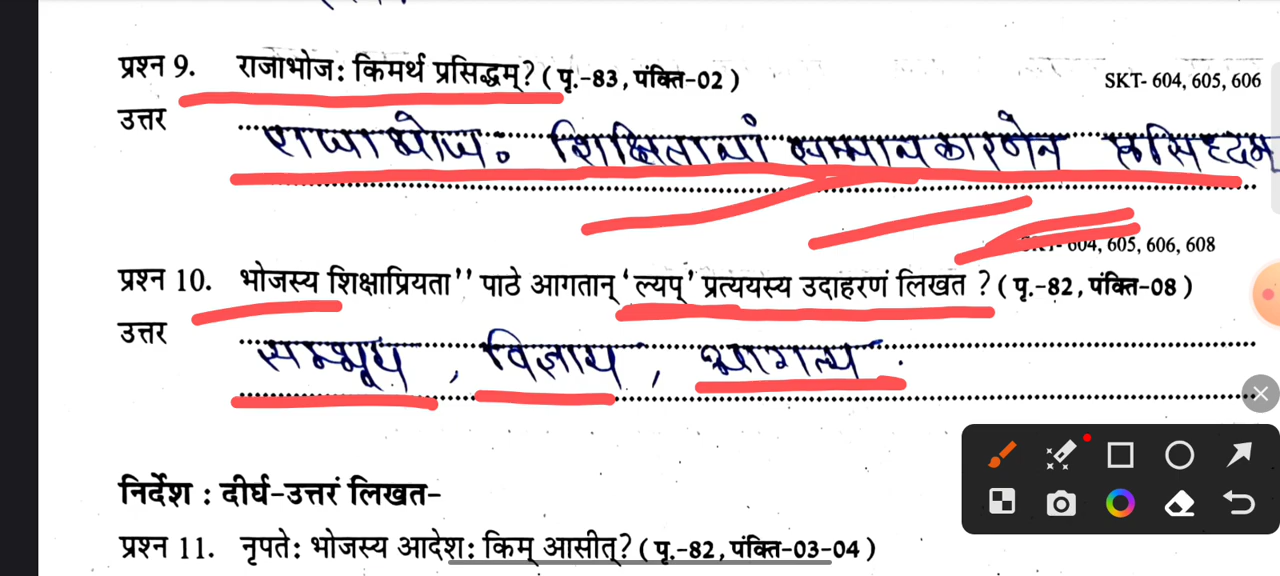 प्रश्न 9. राजाभोजः किमर्थं प्रसिद्धम्? (पृ.-83, पंक्ति-02)
SKT- 604, 605, 606
उत्तर
राजा भोजः शिक्षितानां सम्मानकारणेन प्रसिद्धम
604, 605, 606, 608
प्रश्न 10. भोजस्य शिक्षाप्रियता'' पाठे आगतान् 'ल्यप्' प्रत्ययस्य उदाहरणं लिखत ? (पृ.-82, पंक्ति-08)
उत्तर
सम्भूय , विज्ञाय , आगत्य .
निर्देश : दीर्घ-उत्तरं लिखत-
प्रश्न 11. नृपतेः भोजस्य आदेशः किम् आसीत्? (पृ.-82, पंक्ति-03-04)